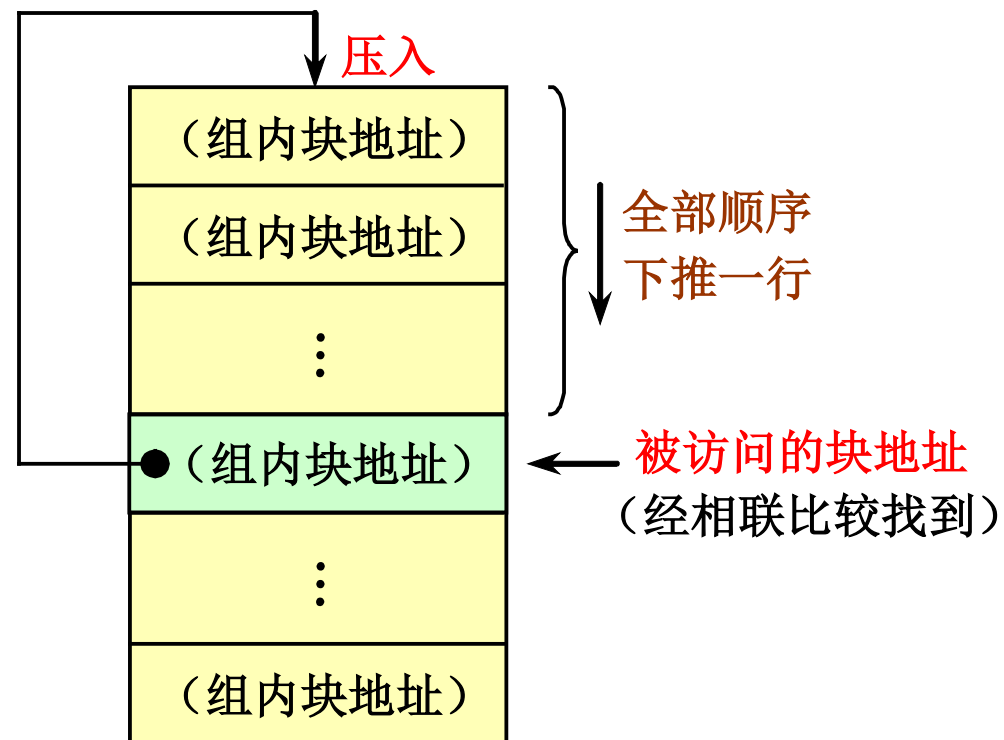 压入
（组内块地址）
（组内块地址）
全部顺序
下推一行
⋮
（组内块地址）
被访问的块地址
（经相联比较找到）
⋮
（组内块地址）